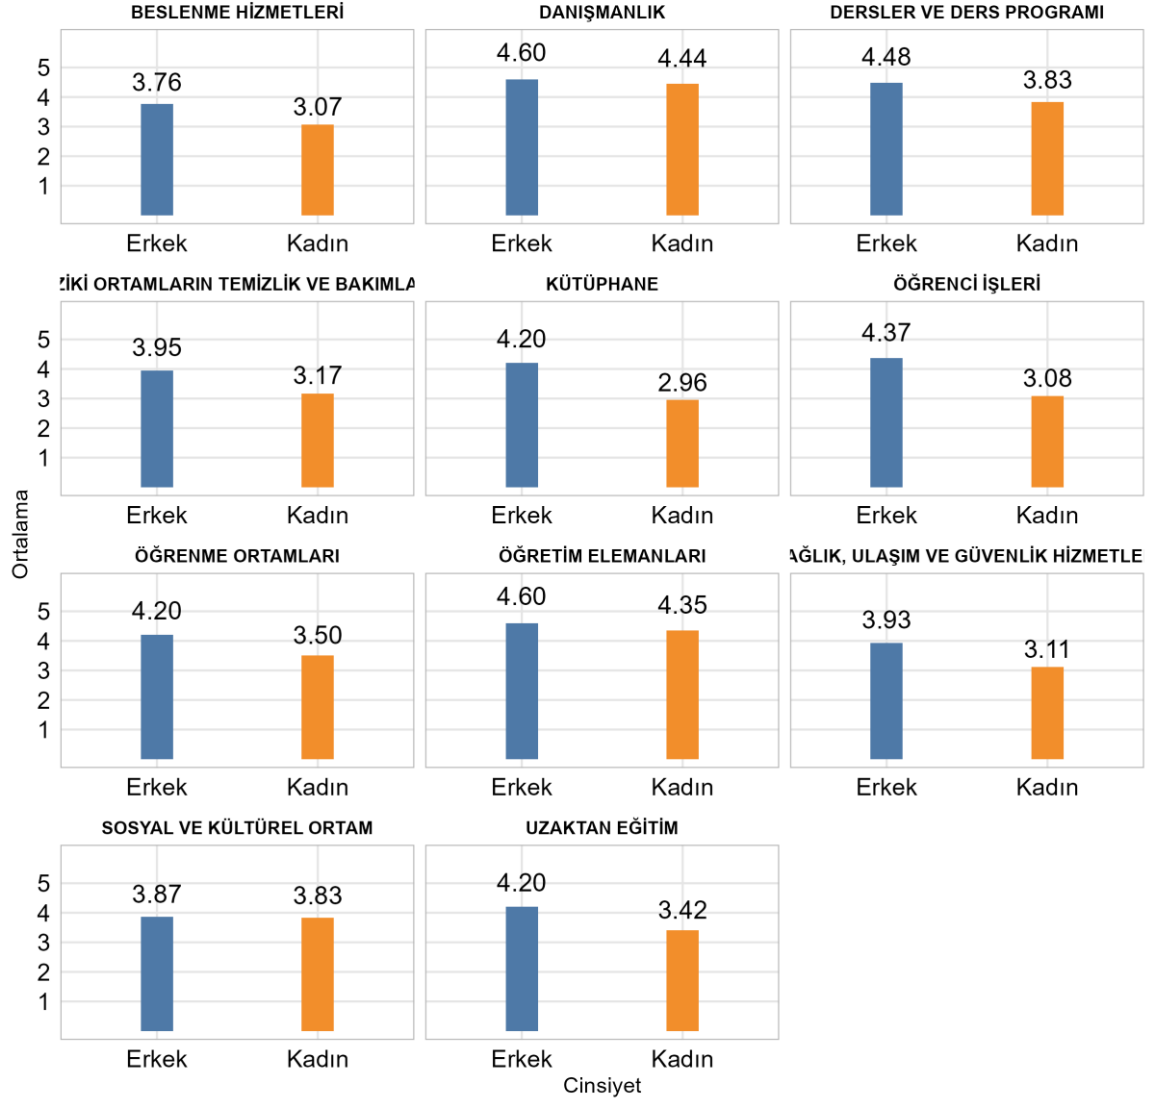 BESLENME HİZMETLERİ
DANIŞMANLIK
DERSLER VE DERS PROGRAMI
5
4
3
2
1
3.76
3.07
4.60
4.44
4.48
3.83
Erkek
Kadın
Erkek
Kadın
Erkek
Kadın
ZİKİ ORTAMLARIN TEMİZLİK VE BAKIMLA
KÜTÜPHANE
ÖĞRENCİ İŞLERİ
5
4
3
2
1
3.95
3.17
4.20
2.96
4.37
3.08
Erkek
Kadın
Erkek
Kadın
Erkek
Kadın
Ortalama
ÖĞRENME ORTAMLARI
ÖĞRETİM ELEMANLARI
AĞLIK, ULAŞIM VE GÜVENLİK HİZMETLE
5
4
3
2
1
4.20
3.50
4.60
4.35
3.93
3.11
Erkek
Kadın
Erkek
Kadın
Erkek
Kadın
SOSYAL VE KÜLTÜREL ORTAM
UZAKTAN EĞİTİM
5
4
3
2
1
3.87
3.83
4.20
3.42
Erkek
Kadın
Erkek
Kadın
Cinsiyet